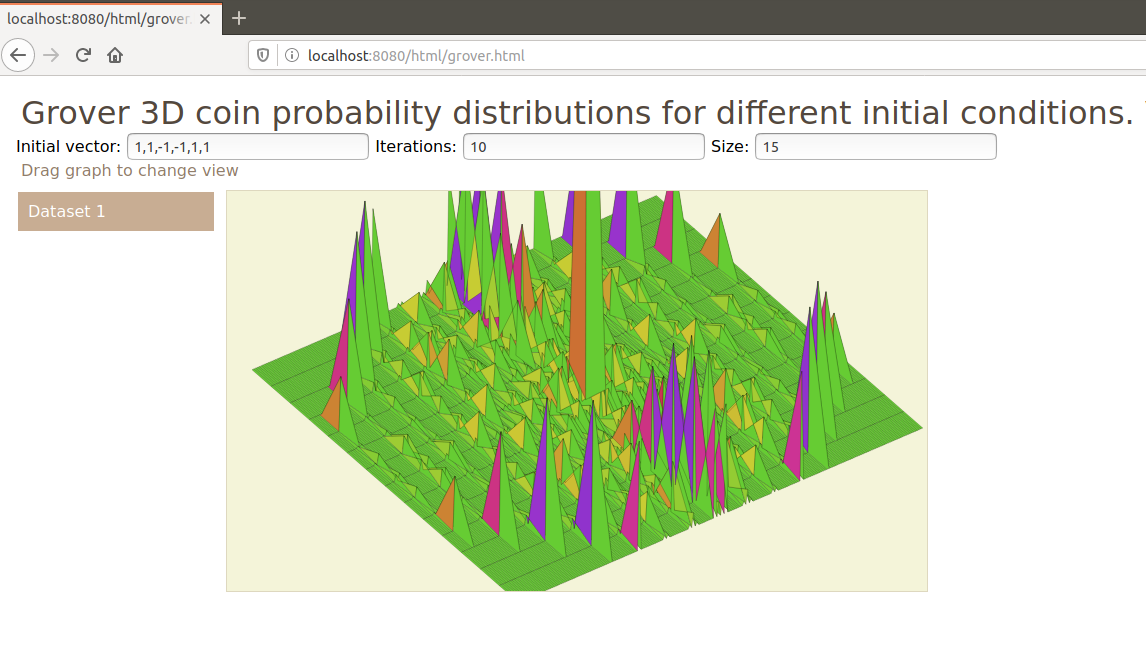 localhost:8080/html/grover.
localhost:8080/html/grover.html
Grover 3D coin probability distributions for different initial conditions.
Initial vector: 1,1,-1,-1,1,1 Iterations: 10 Size: 15
Drag graph to change view
Dataset 1